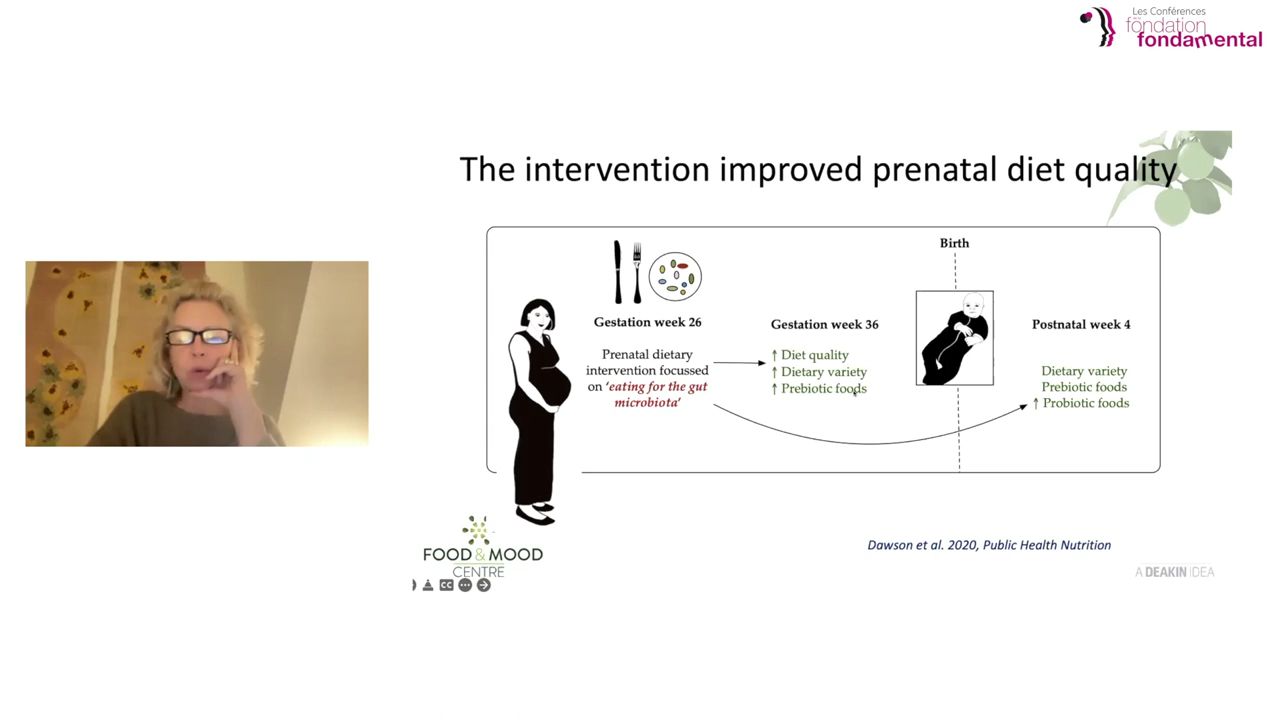 Les Conférences
fondation
fondamental
The intervention improved prenatal diet quality
Birth
Gestation week 26
Gestation week 36
Postnatal week 4
Prenatal dietary
intervention focussed
on ‘eating for the gut
microbiota’
↑ Diet quality
↑ Dietary variety
↑ Prebiotic foods
Dietary variety
Prebiotic foods
↑ Probiotic foods
FOOD & MOOD
CENTRE
Dawson et al. 2020, Public Health Nutrition
A DEAKIN IDEA
CC